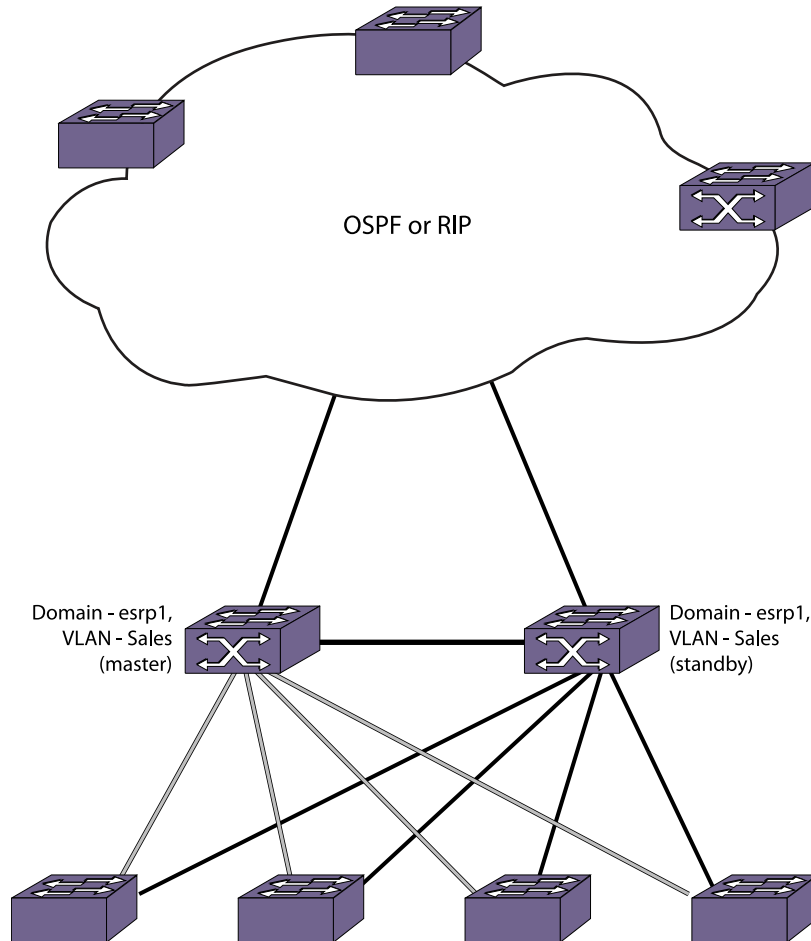 OSPF or RIP
Domain - esrp1,
VLAN - Sales
(master)
Domain - esrp1,
VLAN - Sales
(standby)